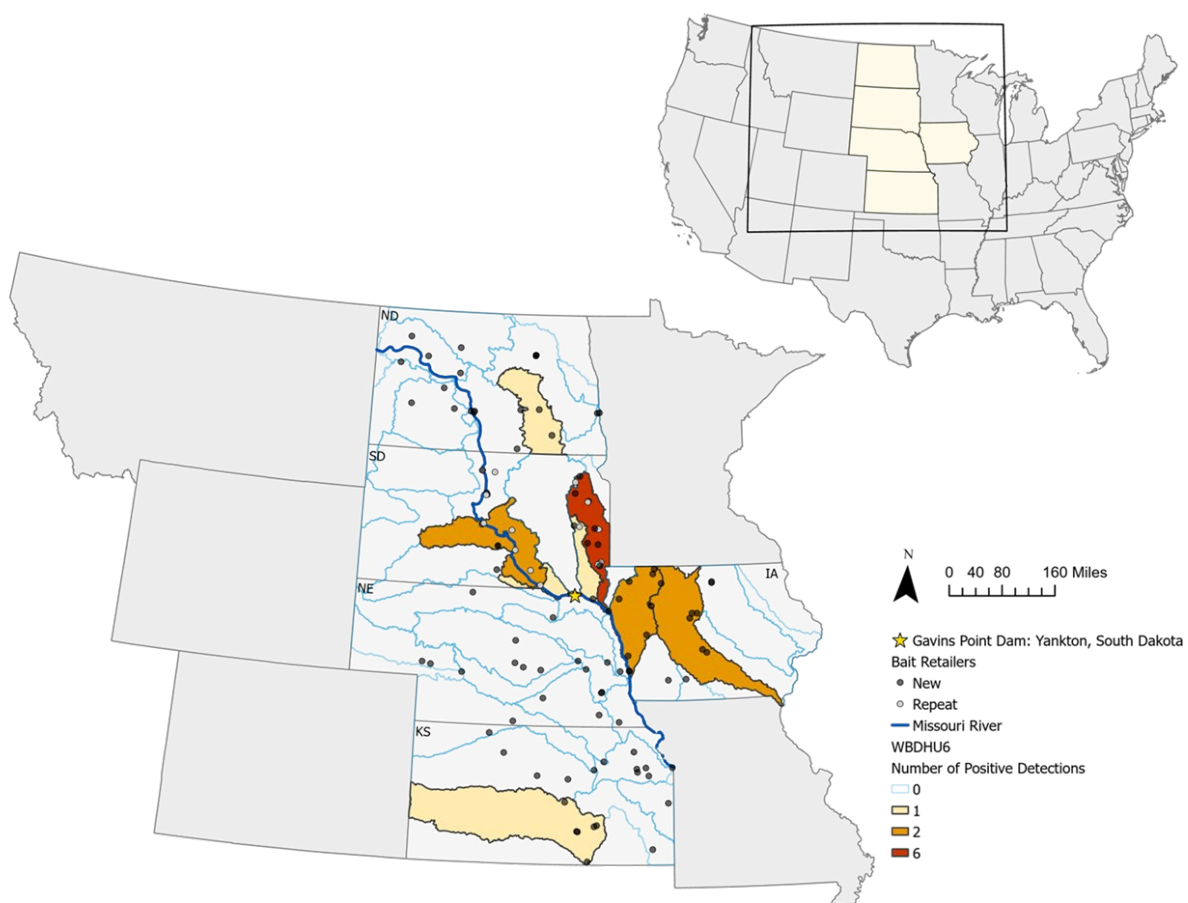 ND
SD
NE
IA
KS
N
0 40 80 160 Miles
Gavins Point Dam: Yankton, South Dakota
Bait Retailers
New
Repeat
Missouri River
WBDHU6
Number of Positive Detections
0
1
2
6